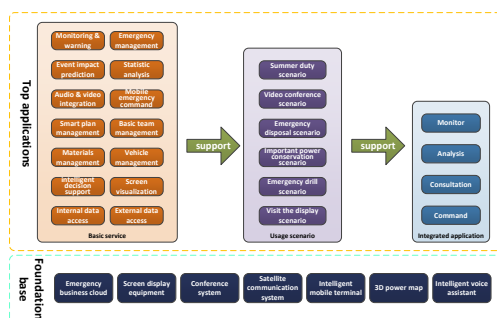 Top applications
Monitoring &
warning
Emergency
management
Event impact
prediction
Statistic
analysis
Audio & video
integration
Mobile
emergency
command
Smart plan
management
Basic team
management
Materials
management
Vehicle
management
Intelligent
decision
support
Screen
visualization
Internal data
access
External data
access
Basic service
support
Summer duty
scenario
Video conference
scenario
Emergency
disposal scenario
Important power
conservation
scenario
Emergency drill
scenario
Visit the display
scenario
Usage scenario
support
Monitor
Analysis
Consultation
Command
Integrated application
Foundation
base
Emergency
business cloud
Screen display
equipment
Conference
system
Satellite
communication
system
Intelligent
mobile terminal
3D power map
Intelligent voice
assistant